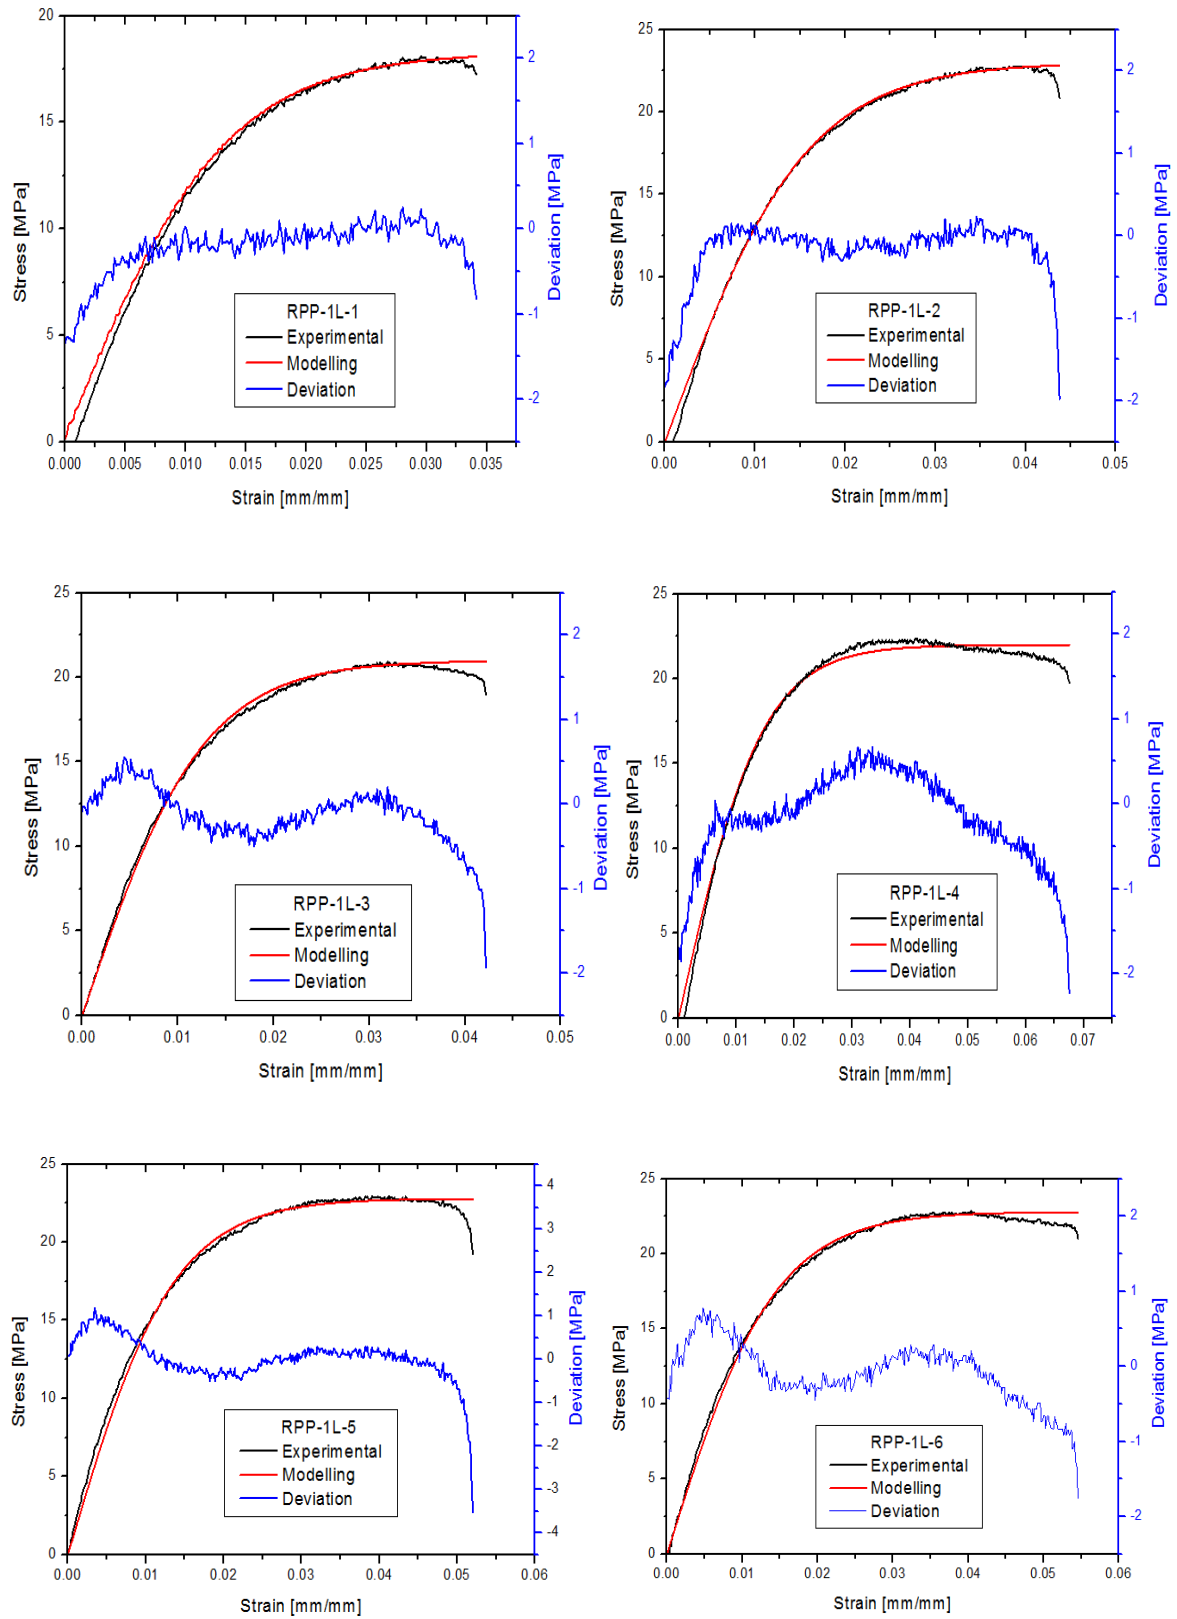 20
15
10
5
0
Stress [MPa]
2
1
0
-1
-2
Deviation [MPa]
RPP-1L-1
Experimental
Modelling
Deviation
0.000 0.005 0.010 0.015 0.020 0.025 0.030 0.035
Strain [mm/mm]
25
20
15
10
5
0
Stress [MPa]
2
1
0
-1
-2
Deviation [MPa]
RPP-1L-2
Experimental
Modelling
Deviation
0.00 0.01 0.02 0.03 0.04 0.05
Strain [mm/mm]
25
20
15
10
5
0
Stress [MPa]
2
1
0
-1
-2
Deviation [MPa]
RPP-1L-3
Experimental
Modelling
Deviation
0.00 0.01 0.02 0.03 0.04 0.05
Strain [mm/mm]
25
20
15
10
5
0
Stress [MPa]
2
1
0
-1
-2
Deviation [MPa]
RPP-1L-4
Experimental
Modelling
Deviation
0.00 0.01 0.02 0.03 0.04 0.05 0.06 0.07
Strain [mm/mm]
25
20
15
10
5
0
Stress [MPa]
4
3
2
1
0
-1
-2
-3
-4
Deviation [MPa]
RPP-1L-5
Experimental
Modelling
Deviation
0.00 0.01 0.02 0.03 0.04 0.05 0.06
Strain [mm/mm]
25
20
15
10
5
0
Stress [MPa]
2
1
0
-1
-2
Deviation [MPa]
RPP-1L-6
Experimental
Modelling
Deviation
0.00 0.01 0.02 0.03 0.04 0.05 0.06
Strain [mm/mm]